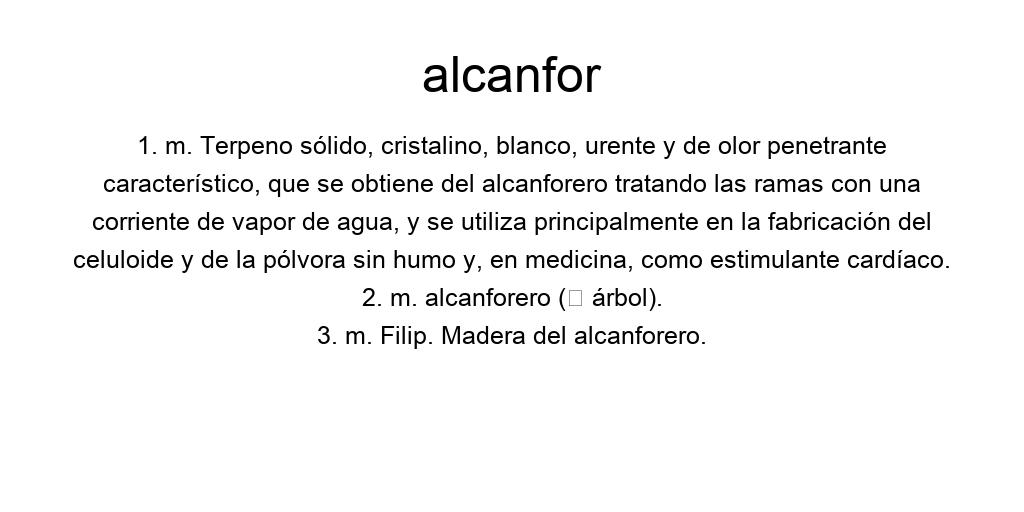 alcanfor
1. m. Terpeno sólido, cristalino, blanco, urente y de olor penetrante
característico, que se obtiene del alcanforero tratando las ramas con una
corriente de vapor de agua, y se utiliza principalmente en la fabricación del
celuloide y de la pólvora sin humo y, en medicina, como estimulante cardíaco.
2. m. alcanforero (□ árbol).
3. m. Filip. Madera del alcanforero.